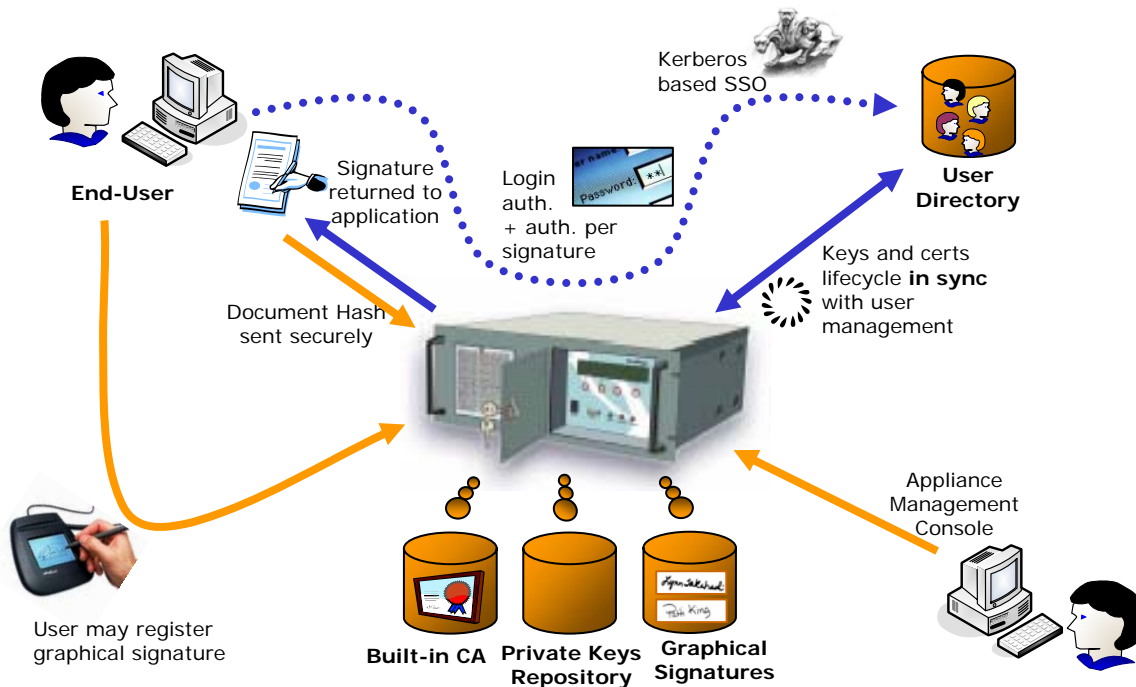 Kerberos
based SSO
End-User
Signature
returned to
application
Login
auth.
+ auth. per
signature
Password:
**
User
Directory
Keys and certs
lifecycle in sync
with user
management
Document Hash
sent securely
Appliance
Management
Console
User may register
graphical signature
Built-in CA
Private Keys
Repository
Graphical
Signatures
Patti King